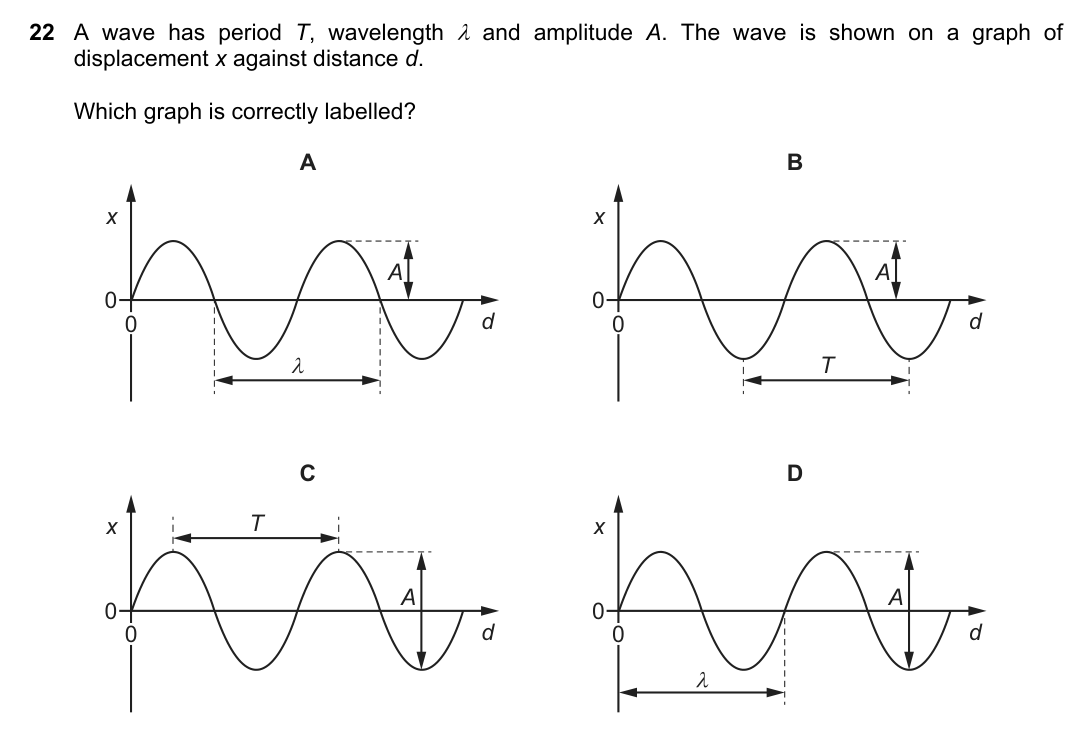 22 A wave has period T, wavelength λ and amplitude A. The wave is shown on a graph of
displacement x against distance d.
Which graph is correctly labelled?
A
x
0
0
A
d
λ
B
x
0
0
A
d
T
C
x
T
0
0
A
d
D
x
0
0
A
d
λ